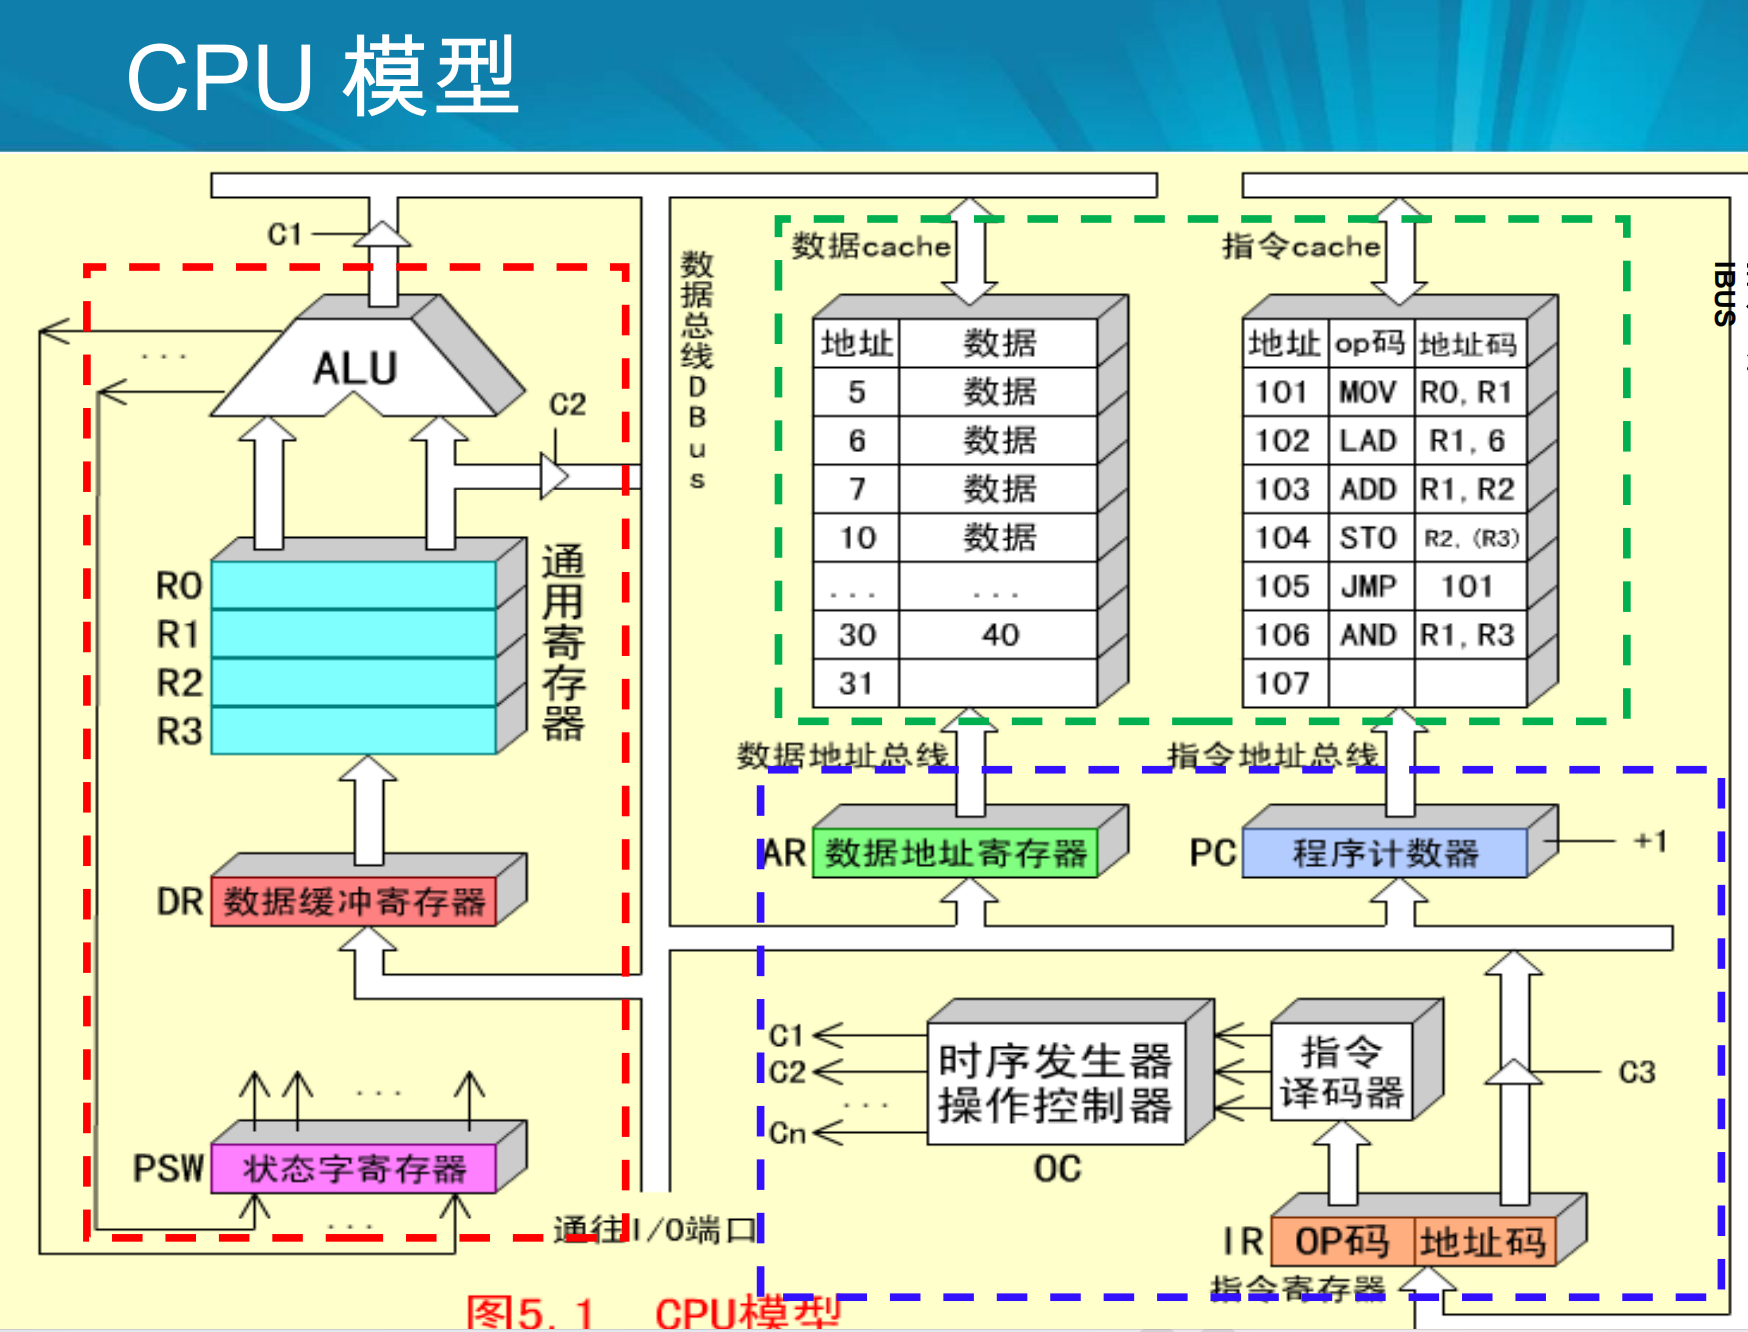 CPU 模型
C1
数据总线DBus
数据cache
指令cache
IBUS
ALU
...
C2
地址 数据
5 数据
6 数据
7 数据
10 数据
... ...
30 40
31
地址 op码 地址码
101 MOV R0, R1
102 LAD R1, 6
103 ADD R1, R2
104 STO R2, (R3)
105 JMP 101
106 AND R1, R3
107
R0
R1
R2
R3
通用寄存器
数据地址总线
指令地址总线
AR 数据地址寄存器
PC 程序计数器 +1
DR 数据缓冲寄存器
C1
C2
...
Cn
时序发生器
操作控制器
OC
指令
译码器
C3
...
PSW 状态字寄存器
...
通往I/O端口
IR OP码 地址码
指令寄存器
图5.1 CPU模型